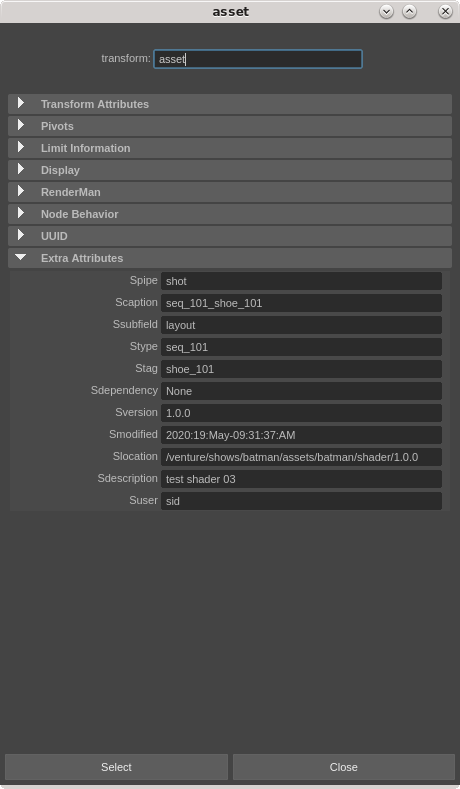 asset
transform: asset
Transform Attributes
Pivots
Limit Information
Display
RenderMan
Node Behavior
UUID
Extra Attributes
Spipe shot
Scaption seq_101_shoe_101
Ssubfield layout
Stype seq_101
Stag shoe_101
Sdependency None
Sversion 1.0.0
Smodified 2020:19:May-09:31:37:AM
Slocation /venture/shows/batman/assets/batman/shader/1.0.0
Sdescription test shader 03
Suser sid
Select Close